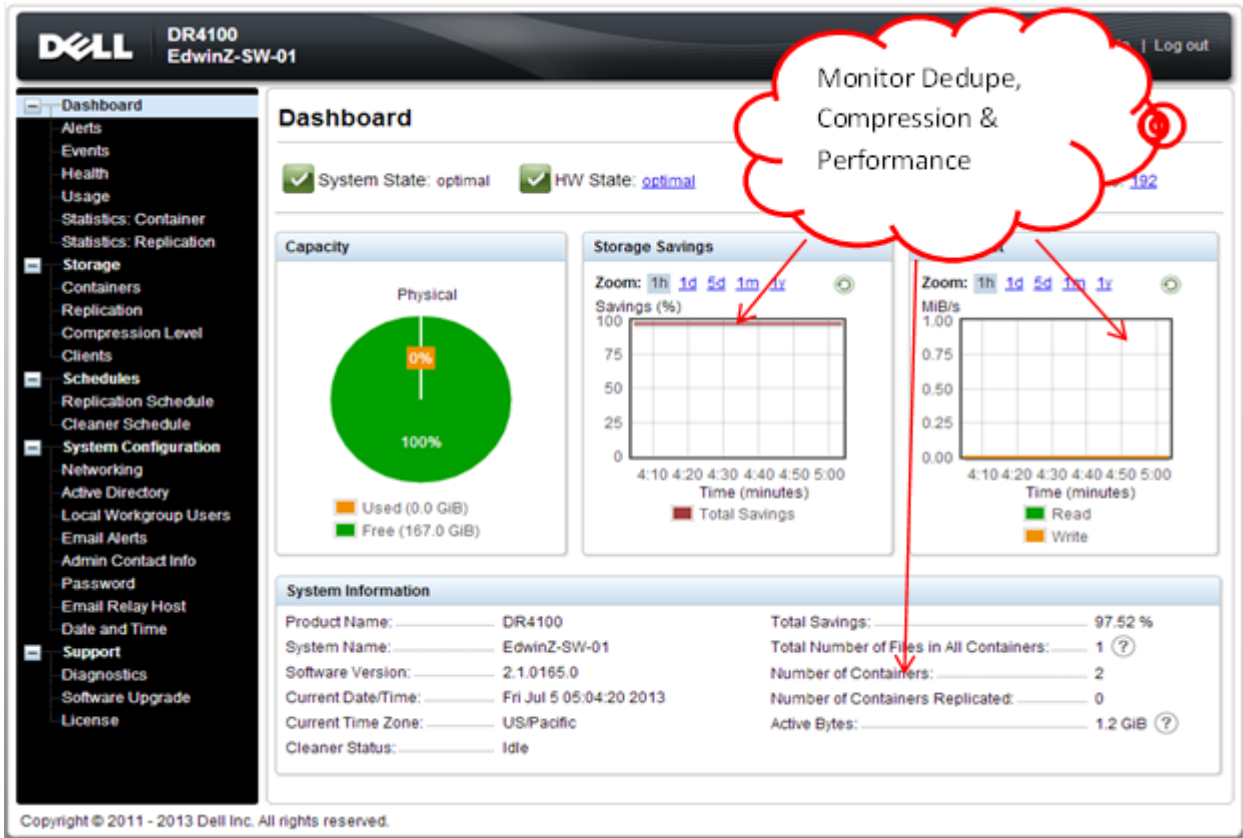 DELL
DR4100
EdwinZ-SW-01
| Log out
Monitor Dedupe,
Compression &
Performance
Dashboard
Alerts
Events
Health
Usage
Statistics: Container
Statistics: Replication
Storage
Containers
Replication
Compression Level
Clients
Schedules
Replication Schedule
Cleaner Schedule
System Configuration
Networking
Active Directory
Local Workgroup Users
Email Alerts
Admin Contact Info
Password
Email Relay Host
Date and Time
Support
Diagnostics
Software Upgrade
License
Dashboard
System State: optimal
HW State: optimal
192
Capacity
Physical
0%
100%
Used (0.0 GiB)
Free (167.0 GiB)
Storage Savings
Zoom: 1h 1d 5d 1m 1y
Savings (%)
100
75
50
25
0
4:10 4:20 4:30 4:40 4:50 5:00
Time (minutes)
Total Savings
Zoom: 1h 1d 5d 1m 1y
MiB/s
1.00
0.75
0.50
0.25
0.00
4:10 4:20 4:30 4:40 4:50 5:00
Time (minutes)
Read
Write
System Information
Product Name: DR4100
System Name: EdwinZ-SW-01
Software Version: 2.1.0165.0
Current Date/Time: Fri Jul 5 05:04:20 2013
Current Time Zone: US/Pacific
Cleaner Status: Idle
Total Savings: 97.52 %
Total Number of Files in All Containers: 1 ?
Number of Containers: 2
Number of Containers Replicated: 0
Active Bytes: 1.2 GiB ?
Copyright © 2011 - 2013 Dell Inc. All rights reserved.